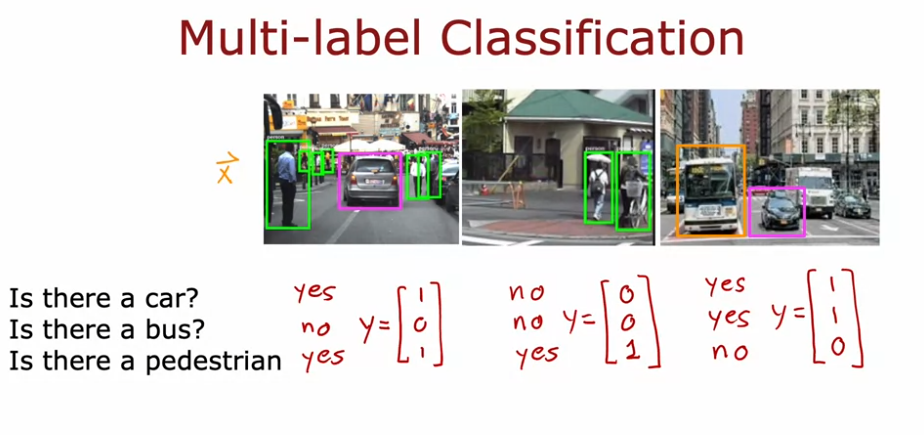 Multi-label Classification
x⃗
Is there a car? yes no yes
Is there a bus? no y= [1 0 1] no y= [0 0 1] yes y= [1 1 0]
Is there a pedestrian yes yes no